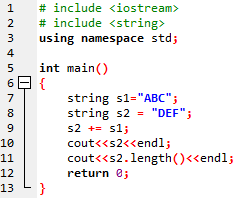 1 # include <iostream>
2 # include <string>
3 using namespace std;
4
5 int main()
6 {
7 string s1="ABC";
8 string s2 = "DEF";
9 s2 += s1;
10 cout<<s2<<endl;
11 cout<<s2.length()<<endl;
12 return 0;
13 }